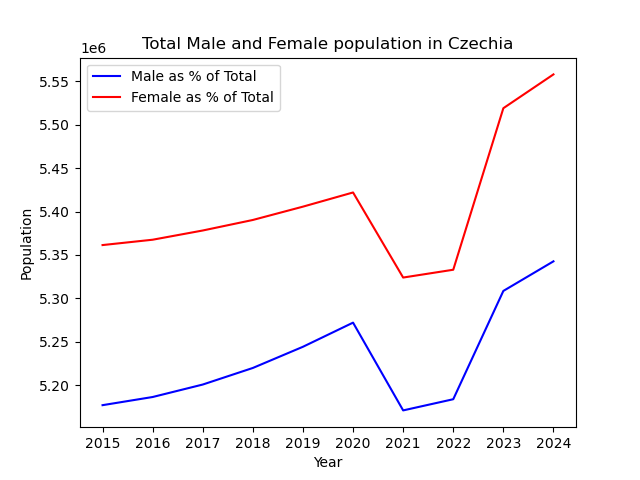 Total Male and Female population in Czechia
1e6
Male as % of Total
Female as % of Total
5.55
5.50
5.45
5.40
5.35
5.30
5.25
5.20
Population
2015 2016 2017 2018 2019 2020 2021 2022 2023 2024
Year